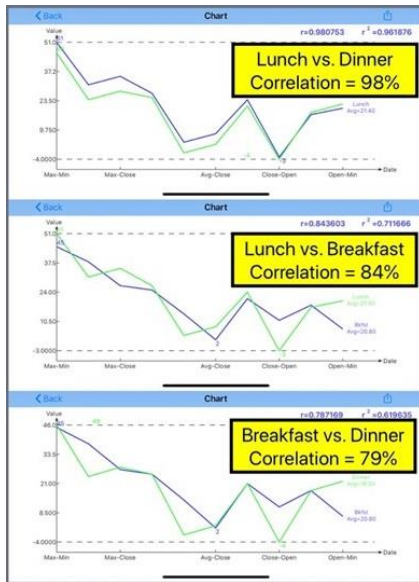 Back Chart
Value
r=0.980753 r²=0.961876
51.0
37.2
23.50
9.750
-4.0000
Lunch vs. Dinner
Correlation = 98%
Lunch
Avg=21.40
-4
-3
Date
Max-Min Max-Close Avg-Close Close-Open Open-Min
Back Chart
Value
r=0.843603 r²=0.711666
51.0
37.5
24.00
10.50
-3.0000
Lunch vs. Breakfast
Correlation = 84%
Lunch
Bkfst
Avg=20.80
2
-3
Date
Max-Min Avg-Close Close-Open Open-Min
Back Chart
Value
r=0.787169 r²=0.619635
46.0
33.5
21.00
8.500
-4.0000
Breakfast vs. Dinner
Correlation = 79%
Dinner
Bkfst
Avg=20.80
2
-4
Date
Max-Min Max-Close Avg-Close Close-Open Open-Min